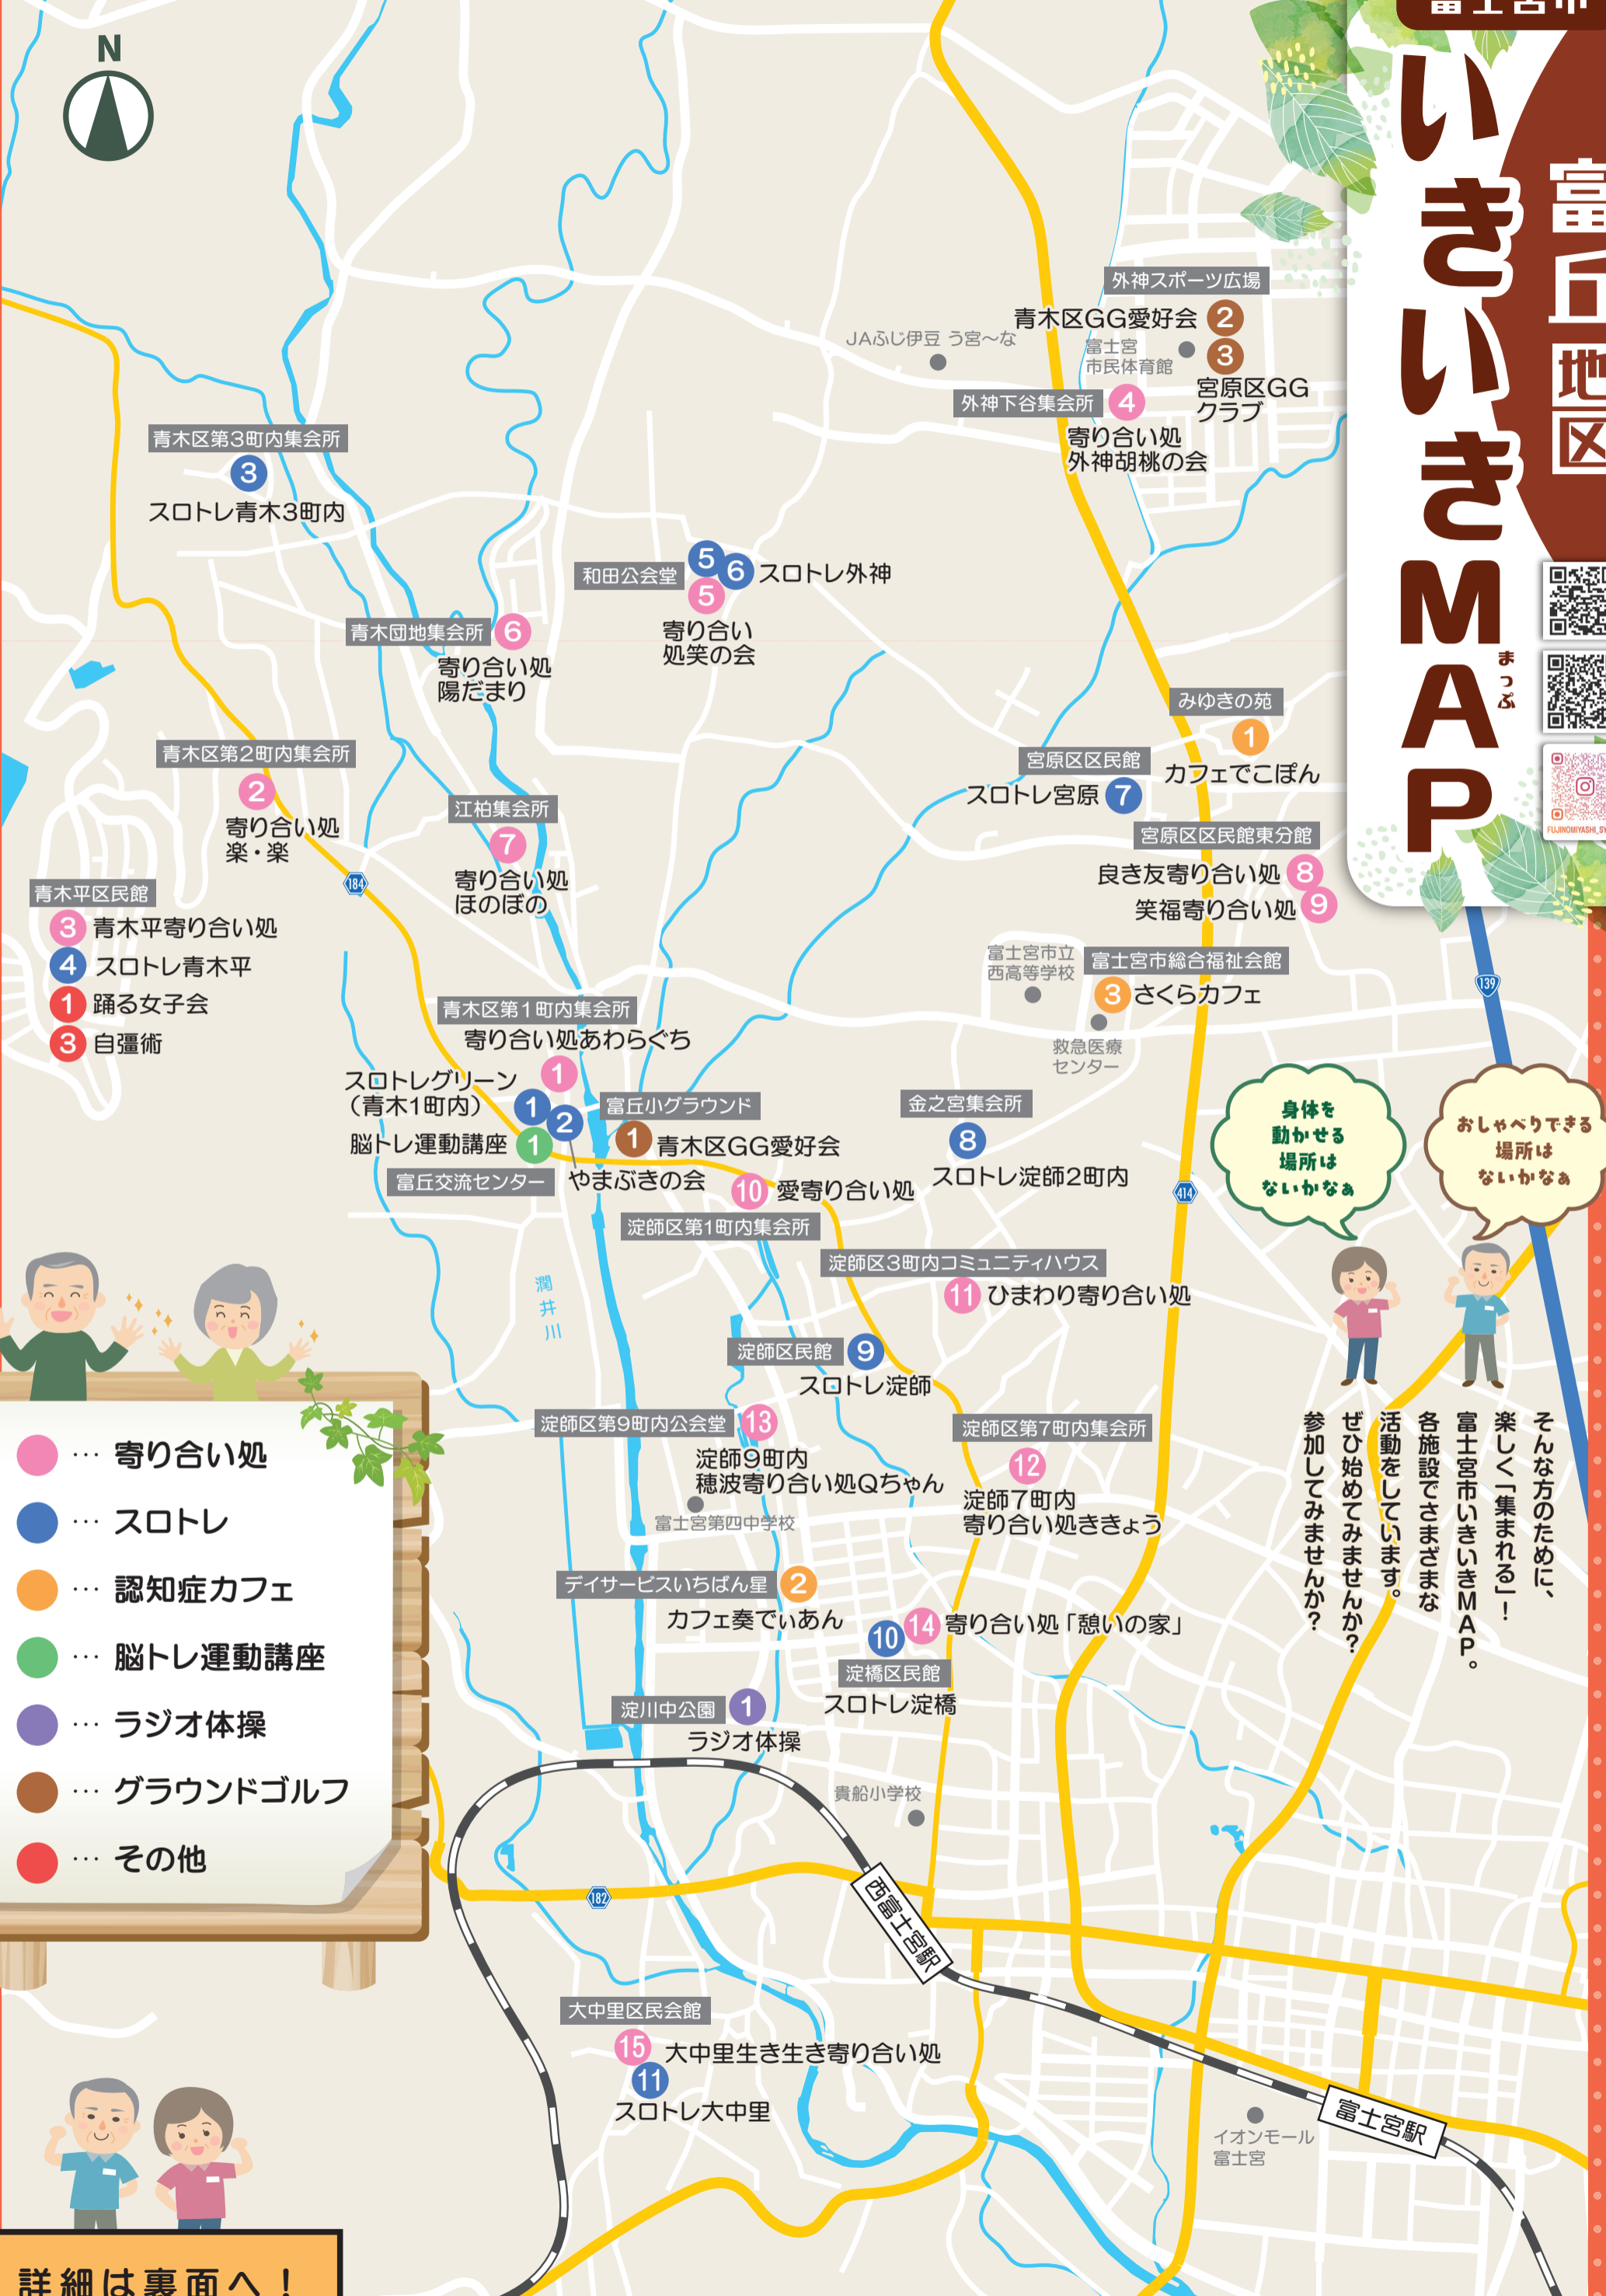 富士宮市
いきいきMAP
まっぷ
富丘地区
N
外神スポーツ広場
青木区GG愛好会 2
3
宮原区GG
クラブ
JAふじ伊豆 う宮～な
富士宮
市民体育館
外神下谷集会所 4
寄り合い処
外神胡桃の会
青木区第3町内集会所
3
スロトレ青木3町内
和田公会堂
5 6 スロトレ外神
5
寄り合い
処笑の会
青木団地集会所 6
寄り合い処
陽だまり
みゆきの苑
1
カフェでこぽん
青木区第2町内集会所
2
寄り合い処
楽・楽
宮原区区民館
スロトレ宮原 7
江柏集会所
7
寄り合い処
ほのぼの
宮原区区民館東分館
良き友寄り合い処 8
笑福寄り合い処 9
184
青木平区民館
3 青木平寄り合い処
4 スロトレ青木平
1 踊る女子会
3 自彊術
富士宮市立
西高等学校
富士宮市総合福祉会館
3 さくらカフェ
救急医療
センター
139
青木区第1町内集会所
寄り合い処あわらぐち
1
スロトレグリーン
（青木1町内） 1
2
脳トレ運動講座 1
富丘交流センター
やまぶきの会
富丘小グラウンド
1 青木区GG愛好会
金之宮集会所
8
スロトレ淀師2町内
10 愛寄り合い処
淀師区第1町内集会所
414
身体を
動かせる
場所は
ないかなぁ
おしゃべりできる
場所は
ないかなぁ
淀師区3町内コミュニティハウス
11 ひまわり寄り合い処
潤井川
淀師区民館 9
スロトレ淀師
淀師区第9町内公会堂 13
淀師9町内
穂波寄り合い処Qちゃん
富士宮第四中学校
淀師区第7町内集会所
12
淀師7町内
寄り合い処ききょう
そんな方のために、
楽しく「集まれる」！
富士宮市いきいきMAP。
各施設でさまざまな
活動をしています。
ぜひ始めてみませんか？
参加してみませんか？
デイサービスいちばん星 2
カフェ奏でぃあん
10 14 寄り合い処「憩いの家」
淀橋区民館
スロトレ淀橋
淀川中公園 1
ラジオ体操
貴船小学校
… 寄り合い処
… スロトレ
… 認知症カフェ
… 脳トレ運動講座
… ラジオ体操
… グラウンドゴルフ
… その他
182
西富士宮駅
大中里区民会館
15 大中里生き生き寄り合い処
11
スロトレ大中里
富士宮駅
イオンモール
富士宮
詳細は裏面へ！